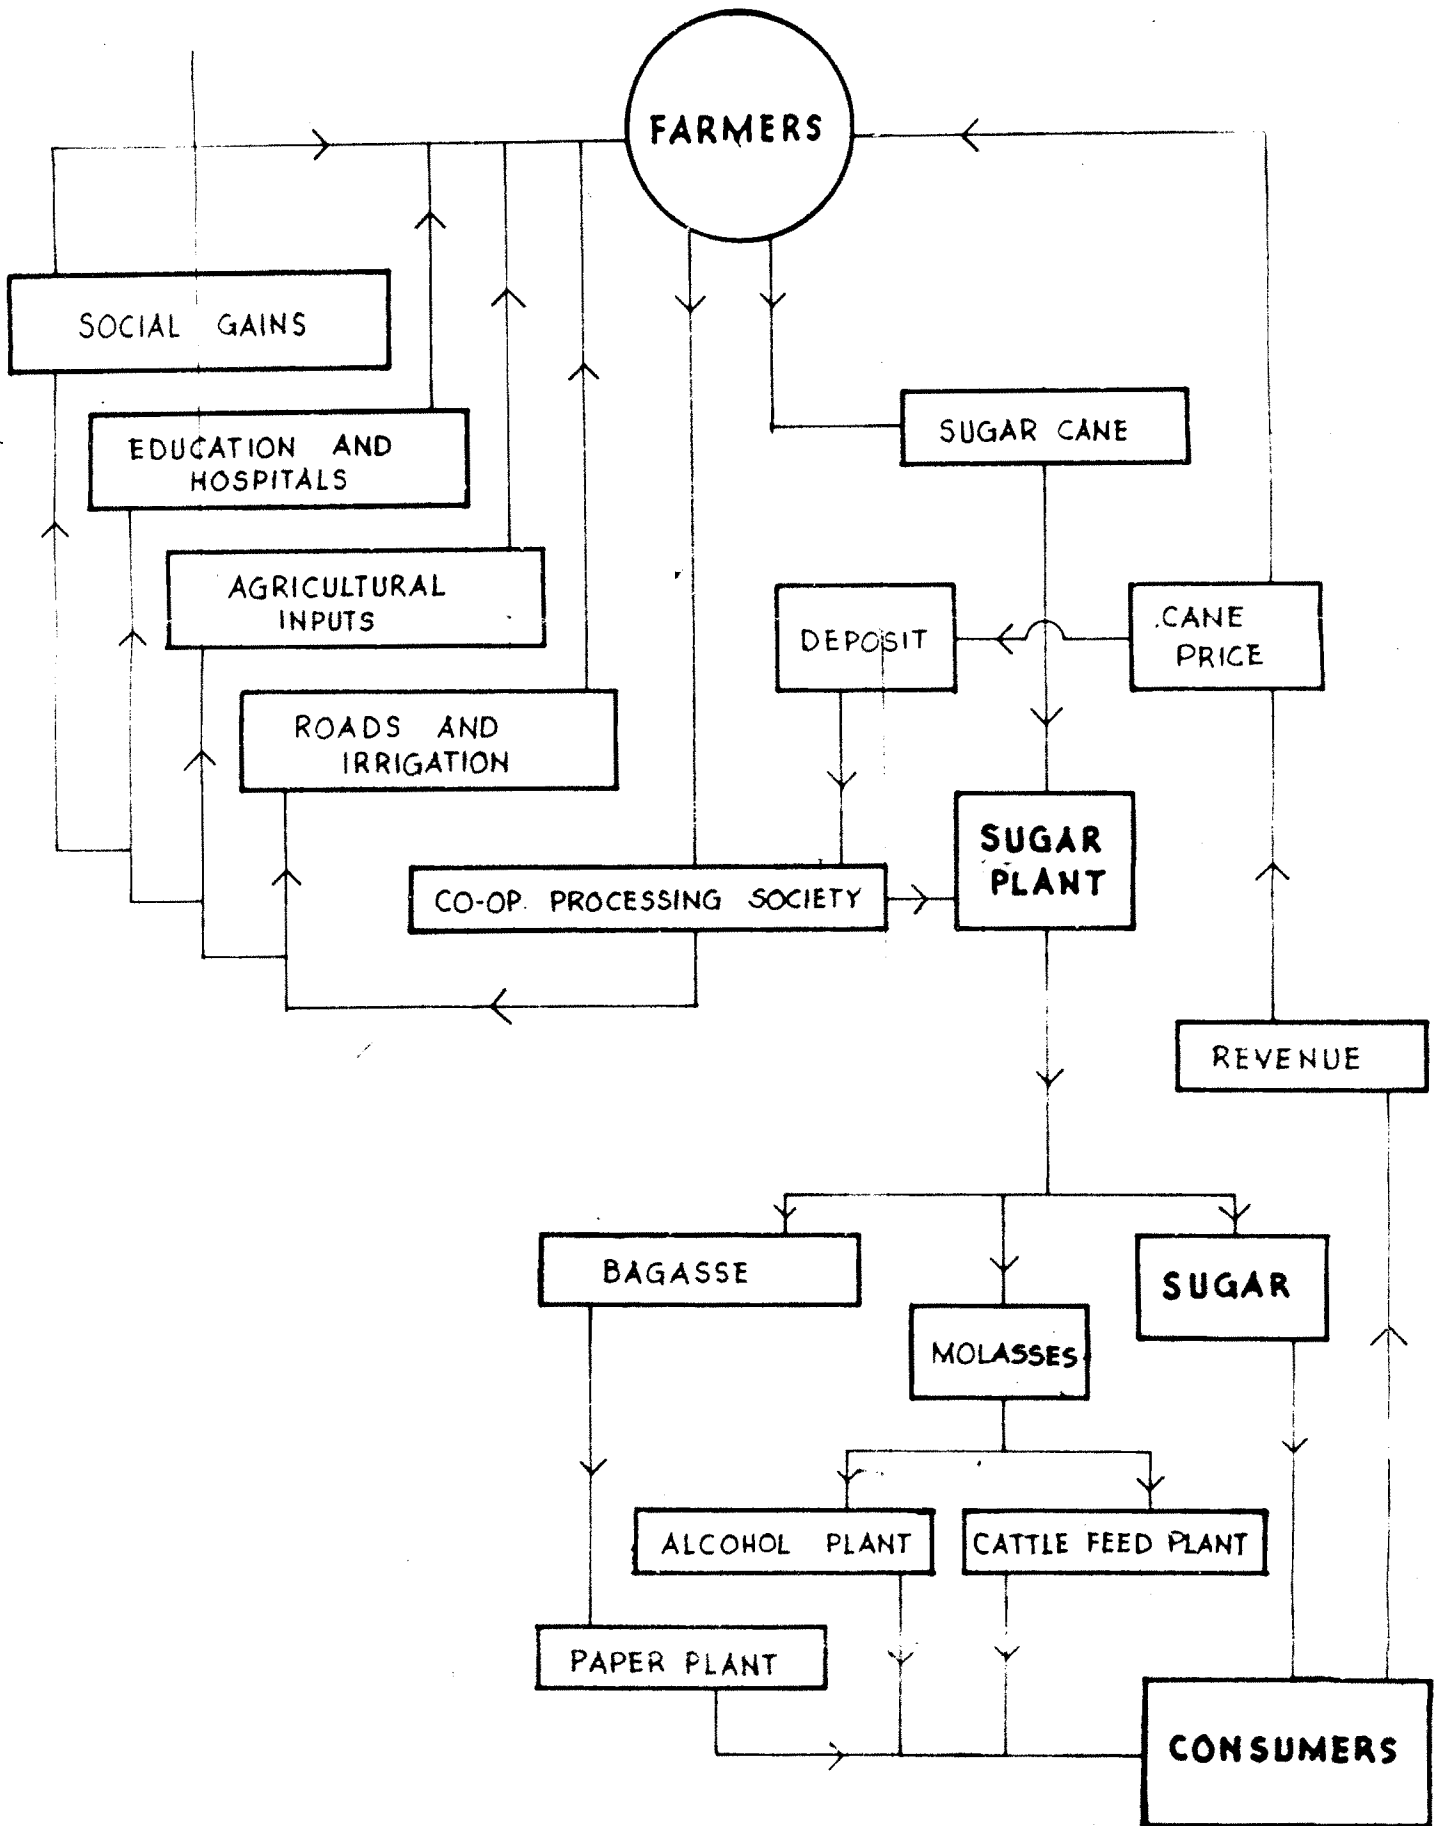 FARMERS
SOCIAL GAINS
EDUCATION AND
HOSPITALS
SUGAR CANE
AGRICULTURAL
INPUTS
DEPOSIT
CANE
PRICE
ROADS AND
IRRIGATION
SUGAR
PLANT
CO-OP. PROCESSING SOCIETY
REVENUE
BAGASSE
SUGAR
MOLASSES
ALCOHOL PLANT
CATTLE FEED PLANT
PAPER PLANT
CONSUMERS